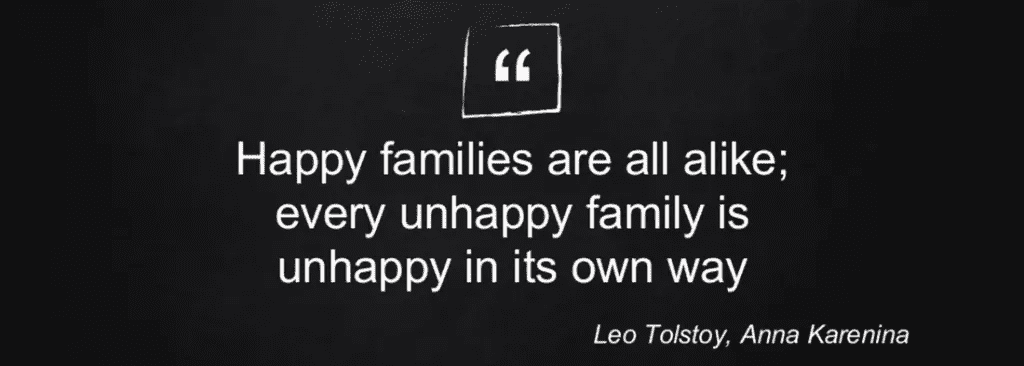 “
Happy families are all alike;
every unhappy family is
unhappy in its own way
Leo Tolstoy, Anna Karenina